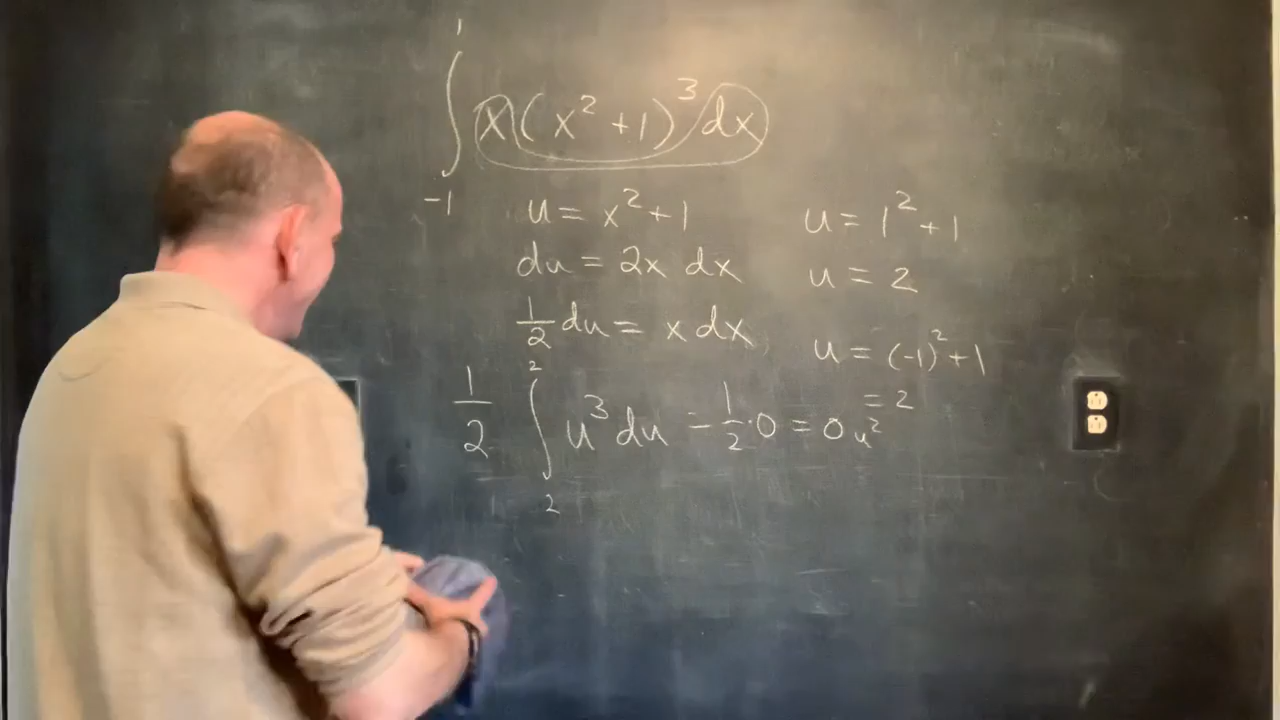 ∫_{-1}^{1} x(x² + 1)³ dx
u = x² + 1
du = 2x dx
½ du = x dx
u = 1² + 1
u = 2
u = (-1)² + 1
= 2
½ ∫_{2}^{2} u³ du = ½ · 0 = 0 u²